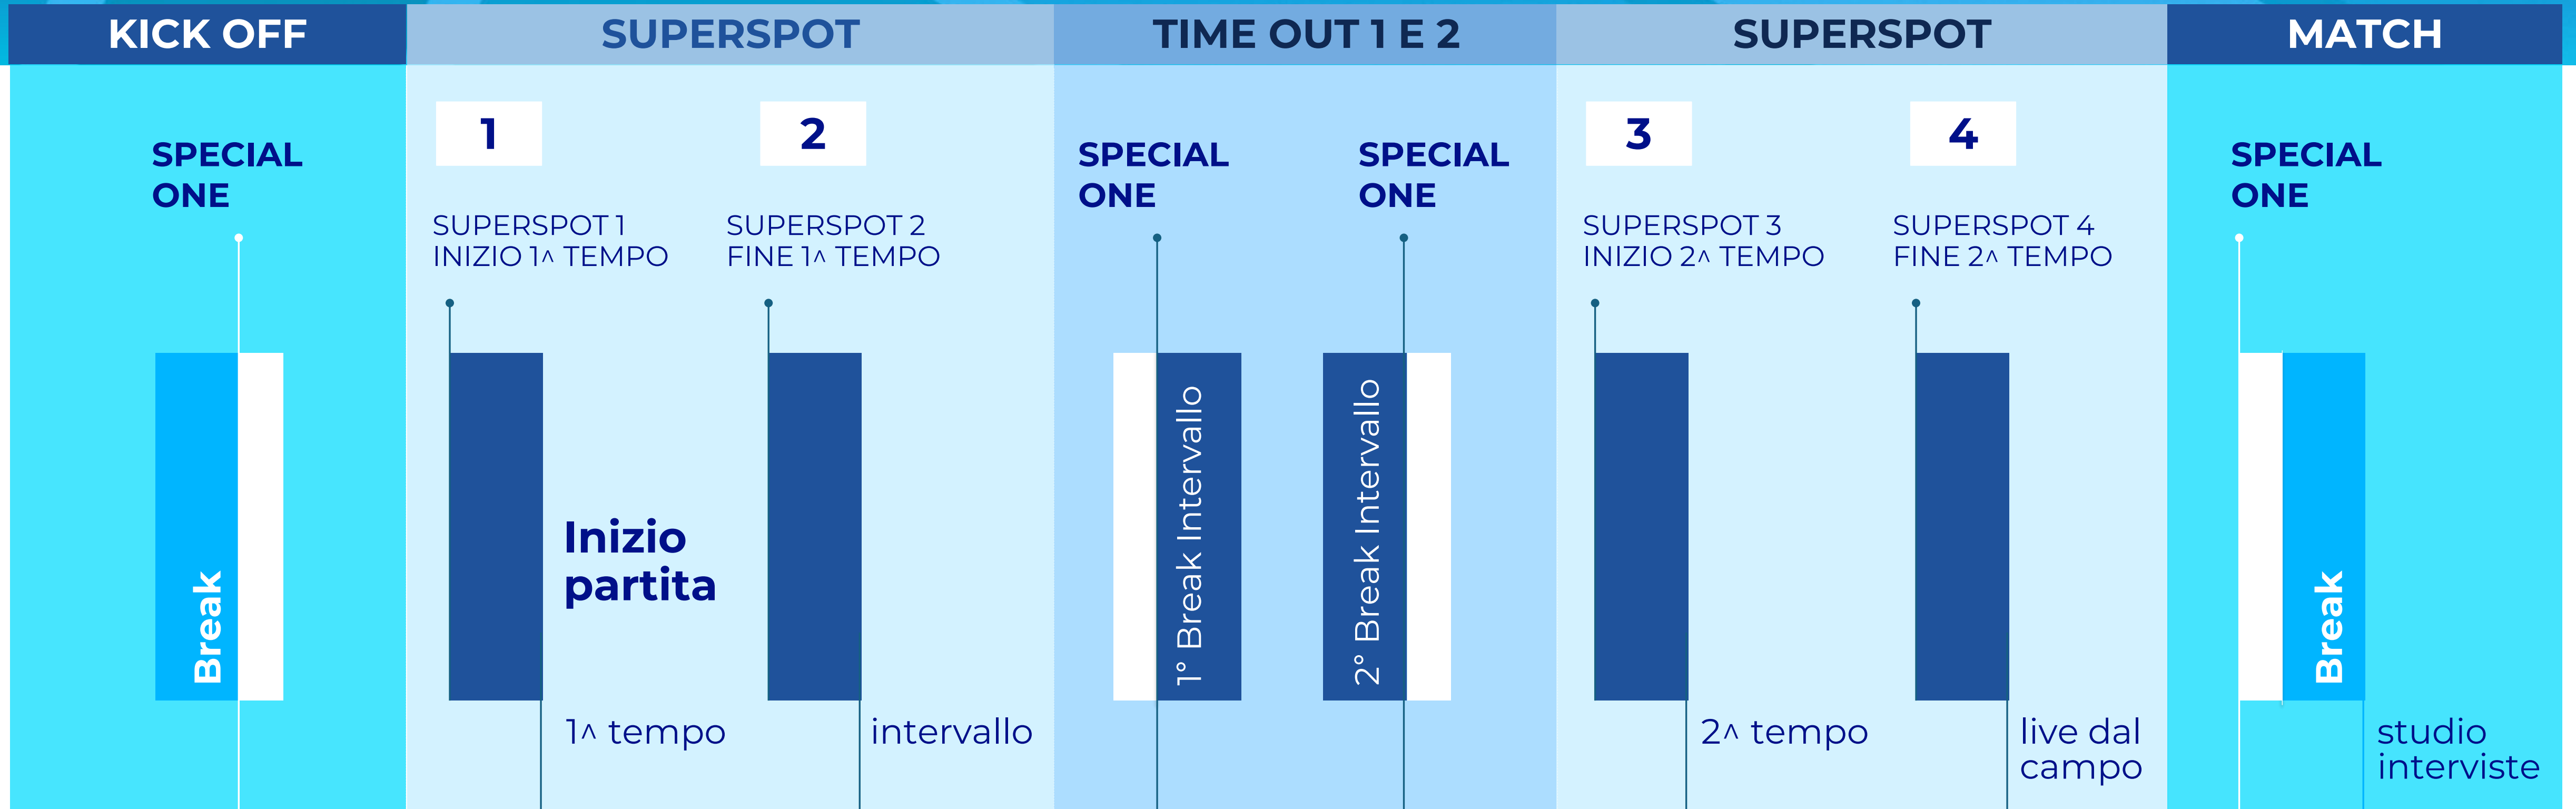 KICK OFF
SUPERSPOT
TIME OUT 1 E 2
SUPERSPOT
MATCH
SPECIAL
ONE
Break
1
SUPERSPOT 1
INIZIO 1^ TEMPO
Inizio
partita
1^ tempo
2
SUPERSPOT 2
FINE 1^ TEMPO
intervallo
SPECIAL
ONE
1° Break Intervallo
SPECIAL
ONE
2° Break Intervallo
3
SUPERSPOT 3
INIZIO 2^ TEMPO
2^ tempo
4
SUPERSPOT 4
FINE 2^ TEMPO
live dal
campo
SPECIAL
ONE
Break
studio
interviste